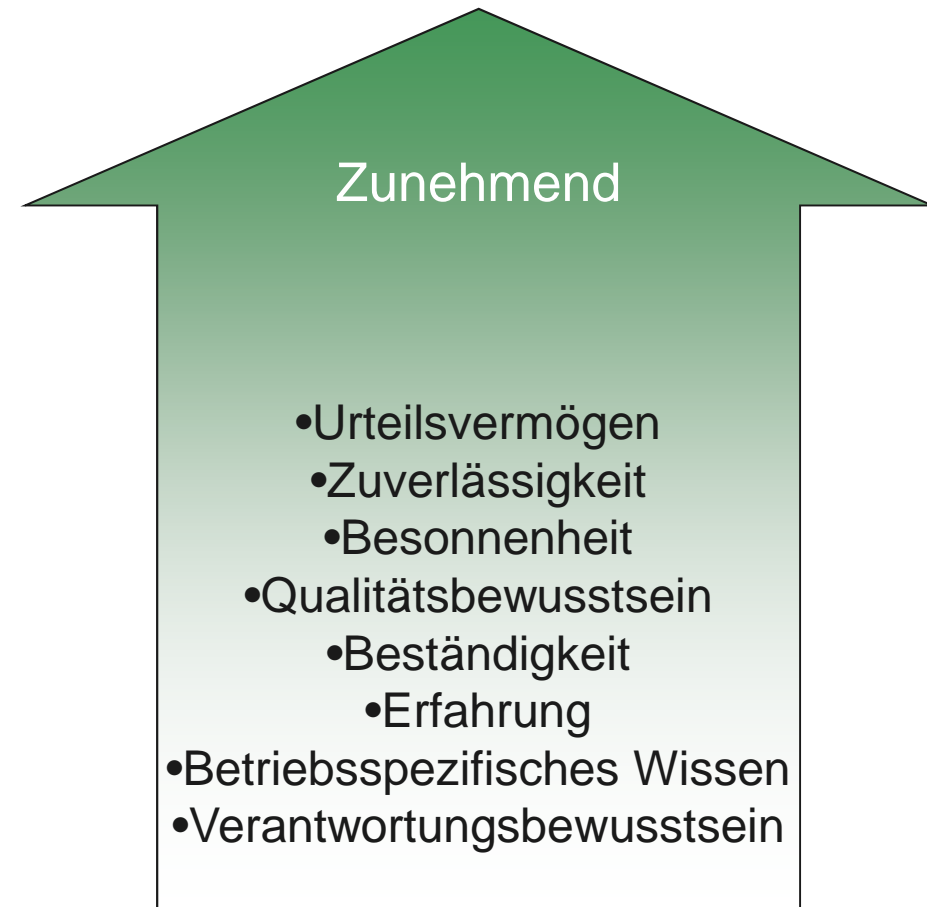 Zunehmend
•Urteilsvermögen
•Zuverlässigkeit
•Besonnenheit
•Qualitätsbewusstsein
•Beständigkeit
•Erfahrung
•Betriebsspezifisches Wissen
•Verantwortungsbewusstsein